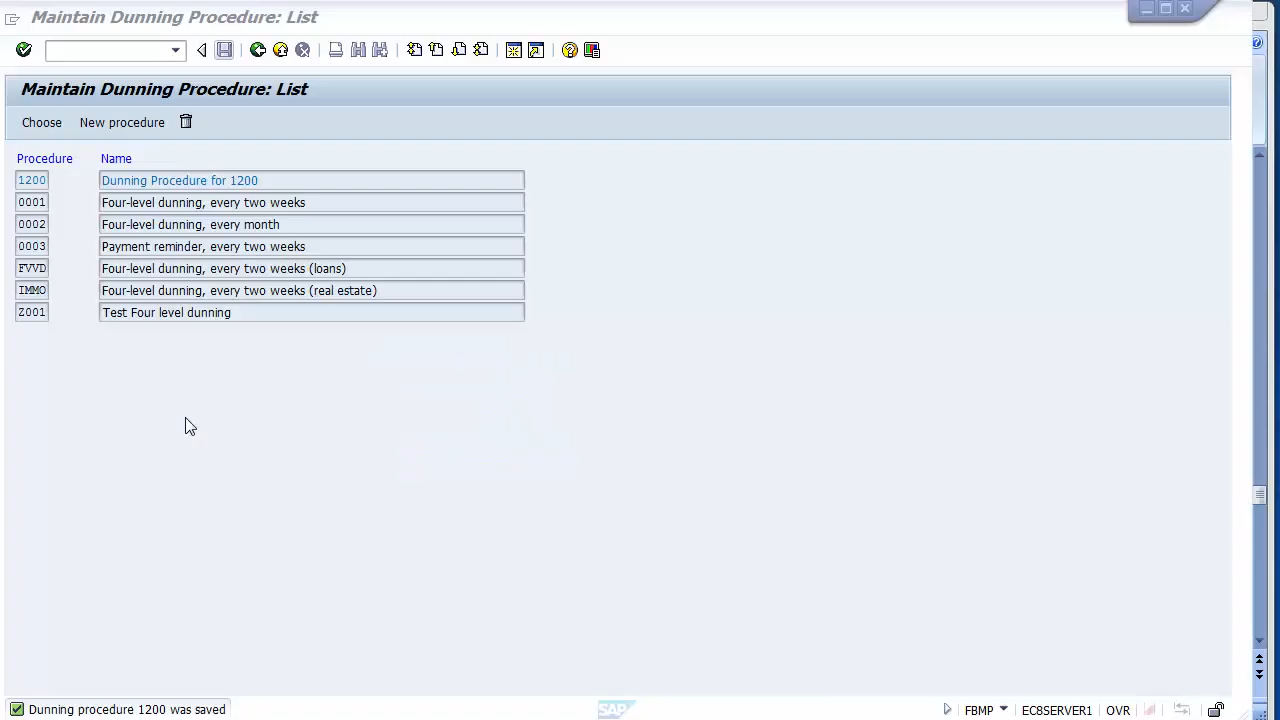 Maintain Dunning Procedure: List
Maintain Dunning Procedure: List
Choose New procedure
Procedure Name
1200 Dunning Procedure for 1200
0001 Four-level dunning, every two weeks
0002 Four-level dunning, every month
0003 Payment reminder, every two weeks
FVVD Four-level dunning, every two weeks (loans)
IMMO Four-level dunning, every two weeks (real estate)
Z001 Test Four level dunning
Dunning procedure 1200 was saved SAP FBMP ECSERVER1 OVR